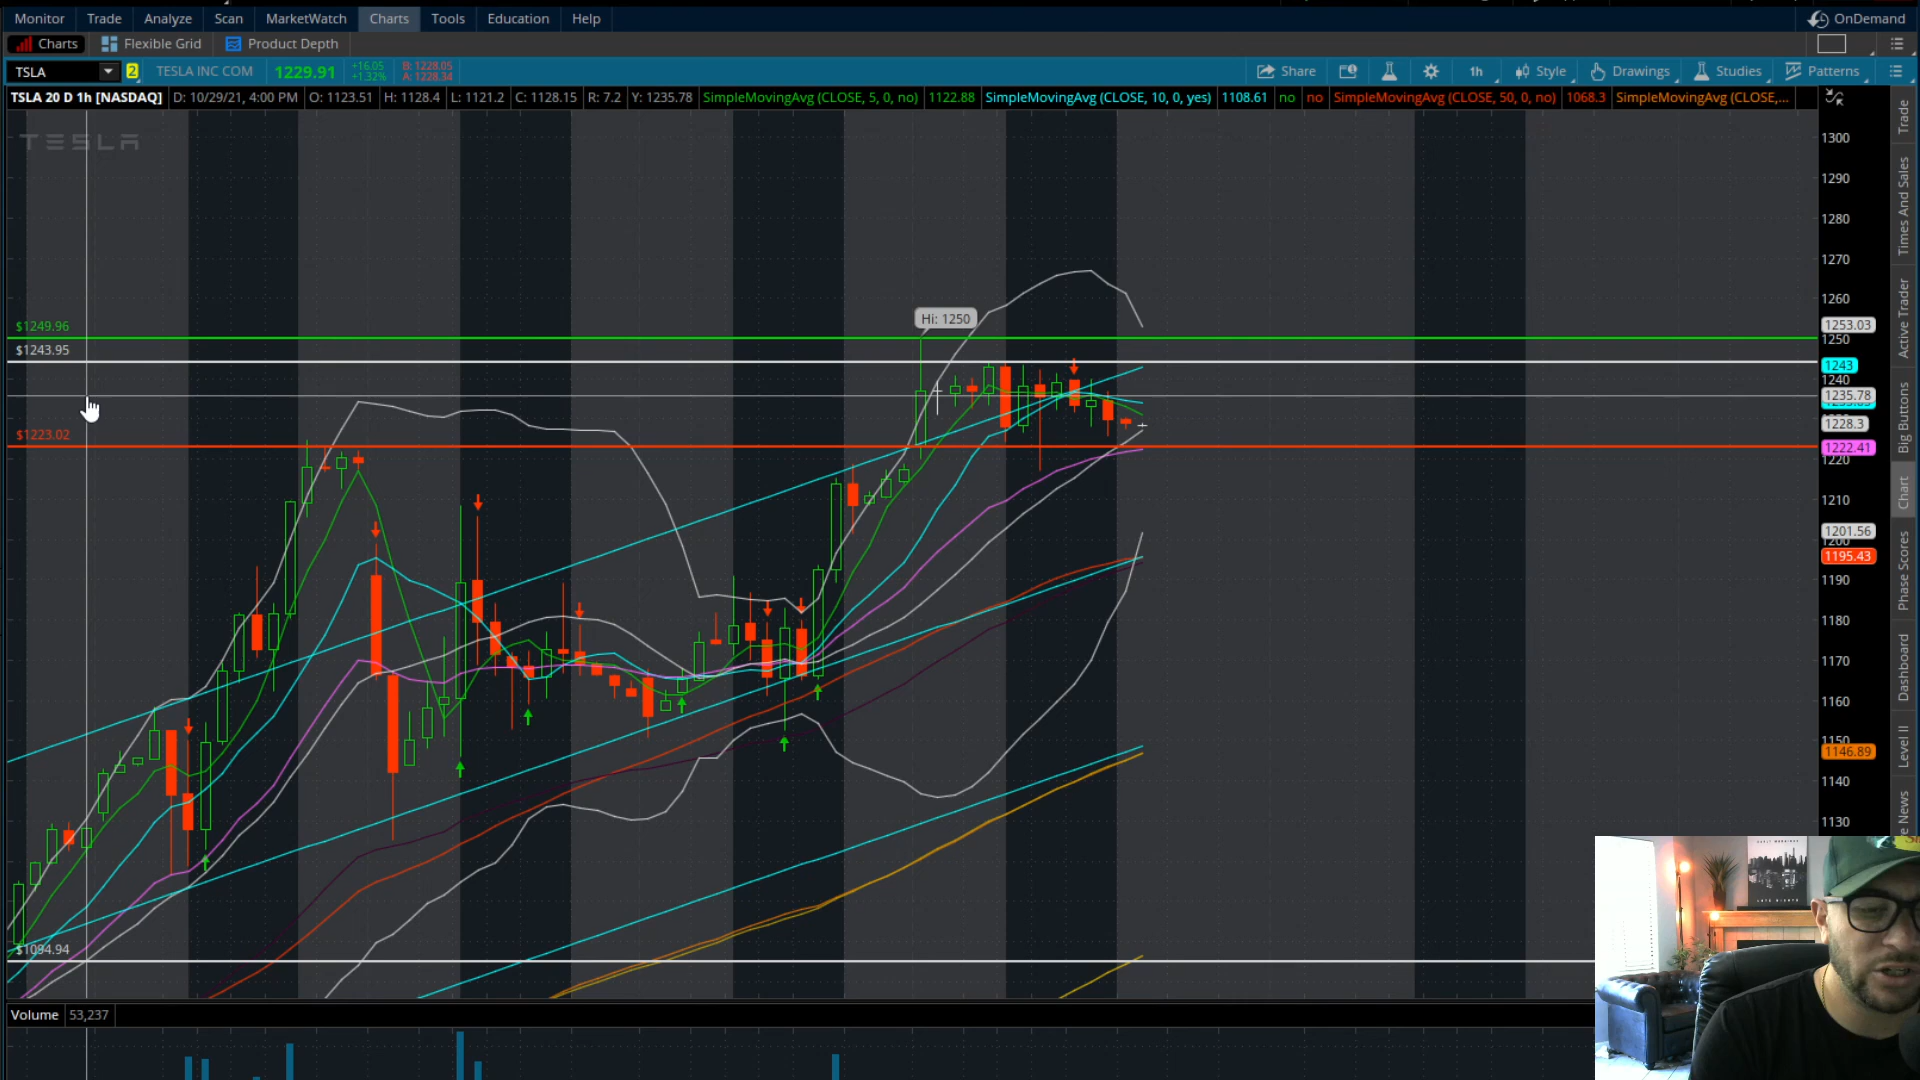 Monitor Trade Analyze Scan MarketWatch Charts Tools Education Help OnDemand
Charts Flexible Grid Product Depth
TSLA 2 TESLA INC COM 1229.91 +16.05 +1.32% B: 1228.05 A: 1228.34 Share 1h Style Drawings Studies Patterns
TSLA 20 D 1h [NASDAQ] D: 10/29/21, 4:00 PM O: 1123.51 H: 1128.4 L: 1121.2 C: 1128.15 R: 7.2 Y: 1235.78 SimpleMovingAvg (CLOSE, 5, 0, no) 1122.88 SimpleMovingAvg (CLOSE, 10, 0, yes) 1108.61 no no SimpleMovingAvg (CLOSE, 50, 0, no) 1068.3 SimpleMovingAvg (CLOSE,...
TESLA
1300
1290
1280
1270
1260
Hi: 1250
$1249.96
1253.03
1250
$1243.95
1243
1240
1235.78
1228.3
$1223.02
1222.41
1220
1210
1201.56
1200
1195.43
1190
1180
1170
1160
1150
1146.89
1140
1130
$1094.94
Trade
Times And Sales
Active Trader
Big Buttons
Chart
Phase Scores
Dashboard
Level II
e News
Volume 53,237